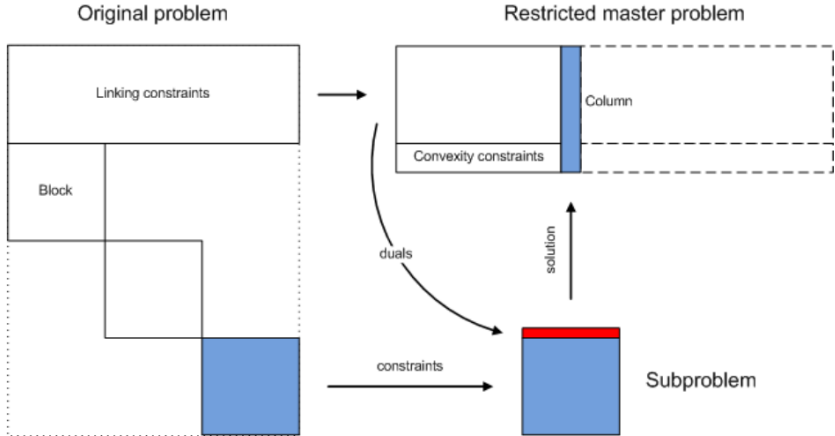 Original problem
Restricted master problem
Linking constraints
Column
Convexity constraints
Block
duals
solution
constraints
Subproblem